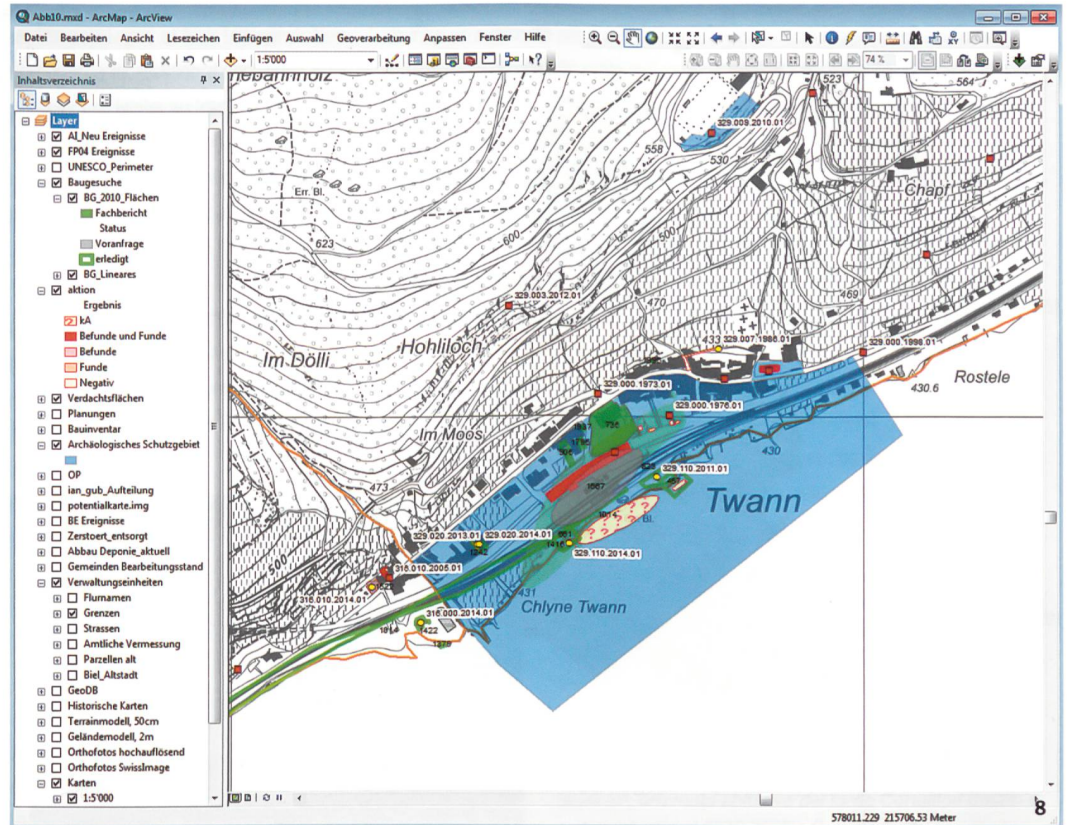 Abb10.mxd - ArcMap - ArcView
Datei Bearbeiten Ansicht Lesezeichen Einfügen Auswahl Geoverarbeitung Anpassen Fenster Hilfe
1:5'000
74 %
Inhaltsverzeichnis
Layer
AI_Neu Ereignisse
FP04 Ereignisse
UNESCO_Perimeter
Baugesuche
BG_2010_Flächen
Fachbericht
Status
Voranfrage
erledigt
BG_Lineares
aktion
Ergebnis
kA
Befunde und Funde
Befunde
Funde
Negativ
Verdachtsflächen
Planungen
Bauinventar
Archäologisches Schutzgebiet
OP
ian_gub_Aufteilung
potentialkarte.img
BE Ereignisse
Zerstoert_entsorgt
Abbau Deponie_aktuell
Gemeinden Bearbeitungsstand
Verwaltungseinheiten
Flurnamen
Grenzen
Strassen
Amtliche Vermessung
Parzellen alt
Biel_Altstadt
GeoDB
Historische Karten
Terrainmodell, 50cm
Geländemodell, 2m
Orthofotos hochauflösend
Orthofotos SwissImage
Karten
1:5'000
523
564
329.009.2010.01
558
530
Chapf
Err. Bl.
623
600
500
329.003.2012.01
470
469
433
329.007.1988.01
329.000.1998.01
Im Dölli
Hohliloch
Rostele
430.6
329.000.1973.01
329.000.1976.01
Im Moos
736
430
473
329.110.2011.01
Twann
Bl.
329.020.2013.01
329.020.2014.01
1242
329.110.2014.01
500
316.010.2005.01
316.010.2014.01
431
Chlyne Twann
316.000.2014.01
1422
578011.229 215706.53 Meter
8